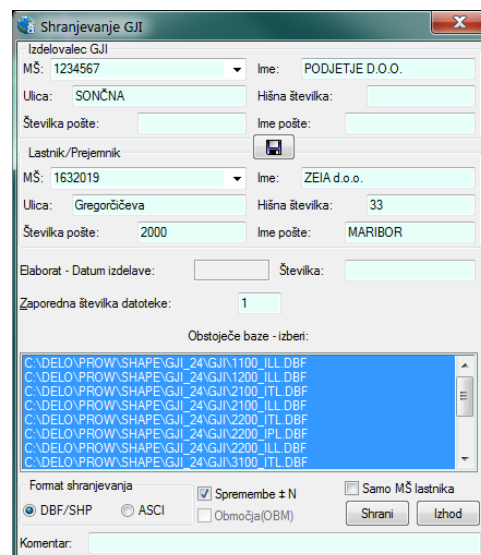 Shranjevanje GJI
Izdelovalec GJI
MŠ: 1234567 Ime: PODJETJE D.O.O.
Ulica: SONČNA Hišna številka:
Številka pošte: Ime pošte:
Lastnik/Prejemnik
MŠ: 1632019 Ime: ZEIA d.o.o.
Ulica: Gregorčičeva Hišna številka: 33
Številka pošte: 2000 Ime pošte: MARIBOR
Elaborat - Datum izdelave: Številka:
Zaporedna številka datoteke: 1
Obstoječe baze - izberi:
C:\DELO\PROW\SHAPE\GJI_24\GJI\1100_ILL.DBF
C:\DELO\PROW\SHAPE\GJI_24\GJI\1200_ILL.DBF
C:\DELO\PROW\SHAPE\GJI_24\GJI\2100_ITL.DBF
C:\DELO\PROW\SHAPE\GJI_24\GJI\2100_ILL.DBF
C:\DELO\PROW\SHAPE\GJI_24\GJI\2200_ITL.DBF
C:\DELO\PROW\SHAPE\GJI_24\GJI\2200_IPL.DBF
C:\DELO\PROW\SHAPE\GJI_24\GJI\2200_ILL.DBF
C:\DELO\PROW\SHAPE\GJI_24\GJI\3100_ITL.DBF
Format shranjevanja
DBF/SHP ASCI
Spremembe ± N
Območja(OBM)
Samo MŠ lastnika
Shrani Izhod
Komentar: